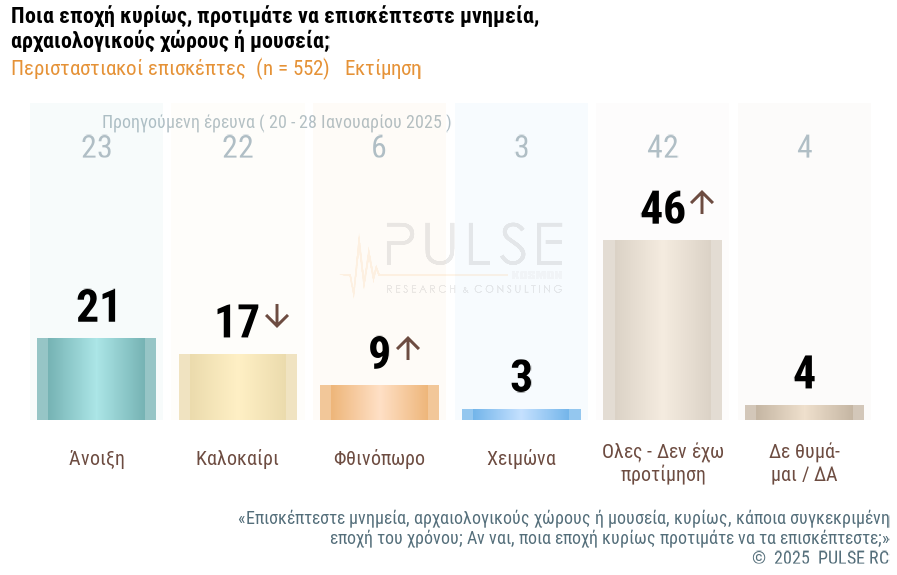 Ποια εποχή κυρίως, προτιμάτε να επισκέπτεστε μνημεία,
αρχαιολογικούς χώρους ή μουσεία;
Περισταστιακοί επισκέπτες (n = 552) Εκτίμηση
Προηγούμενη έρευνα ( 20 - 28 Ιανουαρίου 2025 )
23 22 6 3 42 4
21 17 9 3 46 4
PULSE
RESEARCH & CONSULTING
Άνοιξη Καλοκαίρι Φθινόπωρο Χειμώνα Ολες - Δεν έχω Δε θυμά-
προτίμηση μαι / ΔΑ
«Επισκέπτεστε μνημεία, αρχαιολογικούς χώρους ή μουσεία, κυρίως, κάποια συγκεκριμένη
εποχή του χρόνου; Αν ναι, ποια εποχή κυρίως προτιμάτε να τα επισκέπτεστε;»
© 2025 PULSE RC